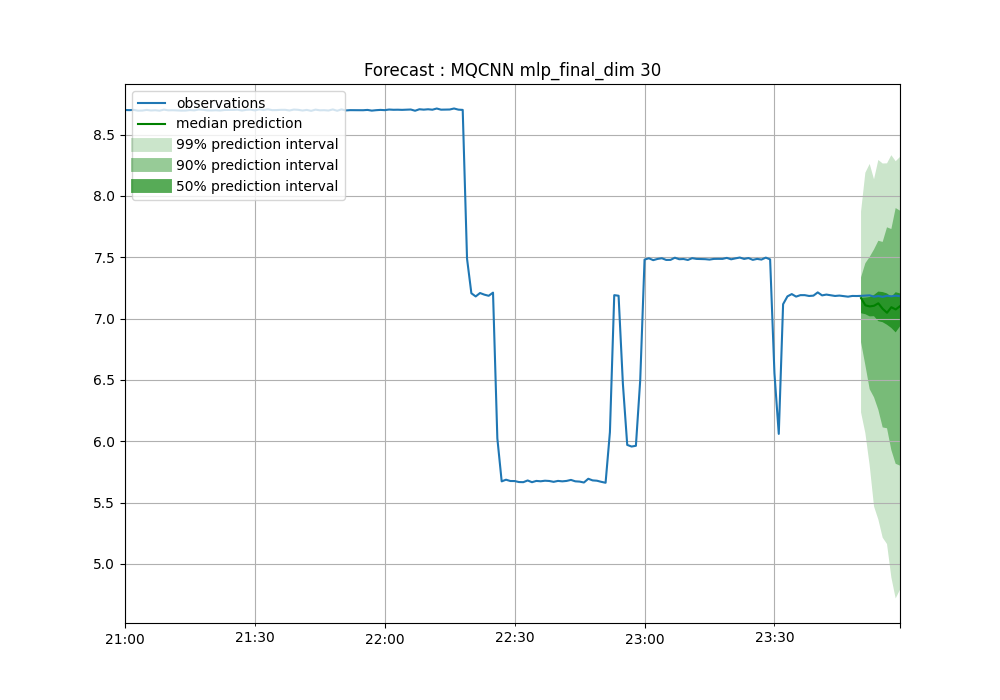 Forecast : MQCNN mlp_final_dim 30
observations
median prediction
99% prediction interval
90% prediction interval
50% prediction interval
8.5
8.0
7.5
7.0
6.5
6.0
5.5
5.0
21:00 21:30 22:00 22:30 23:00 23:30